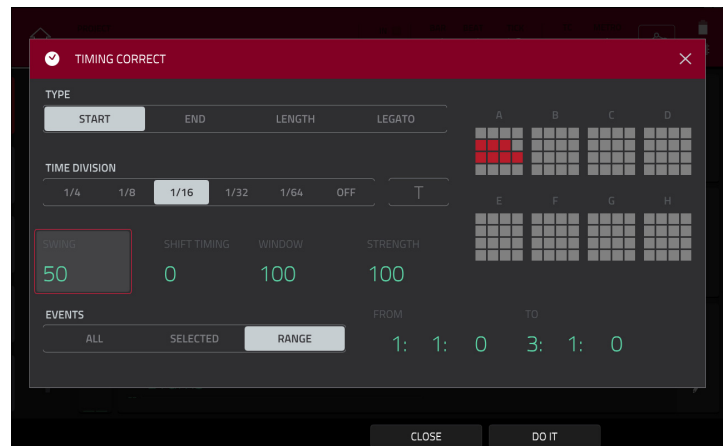 TIMING CORRECT
TYPE
START END LENGTH LEGATO
A B C D
TIME DIVISION
1/4 1/8 1/16 1/32 1/64 OFF T
E F G H
SWING SHIFT TIMING WINDOW STRENGTH
50 0 100 100
EVENTS FROM TO
ALL SELECTED RANGE 1: 1: 0 3: 1: 0
CLOSE DO IT